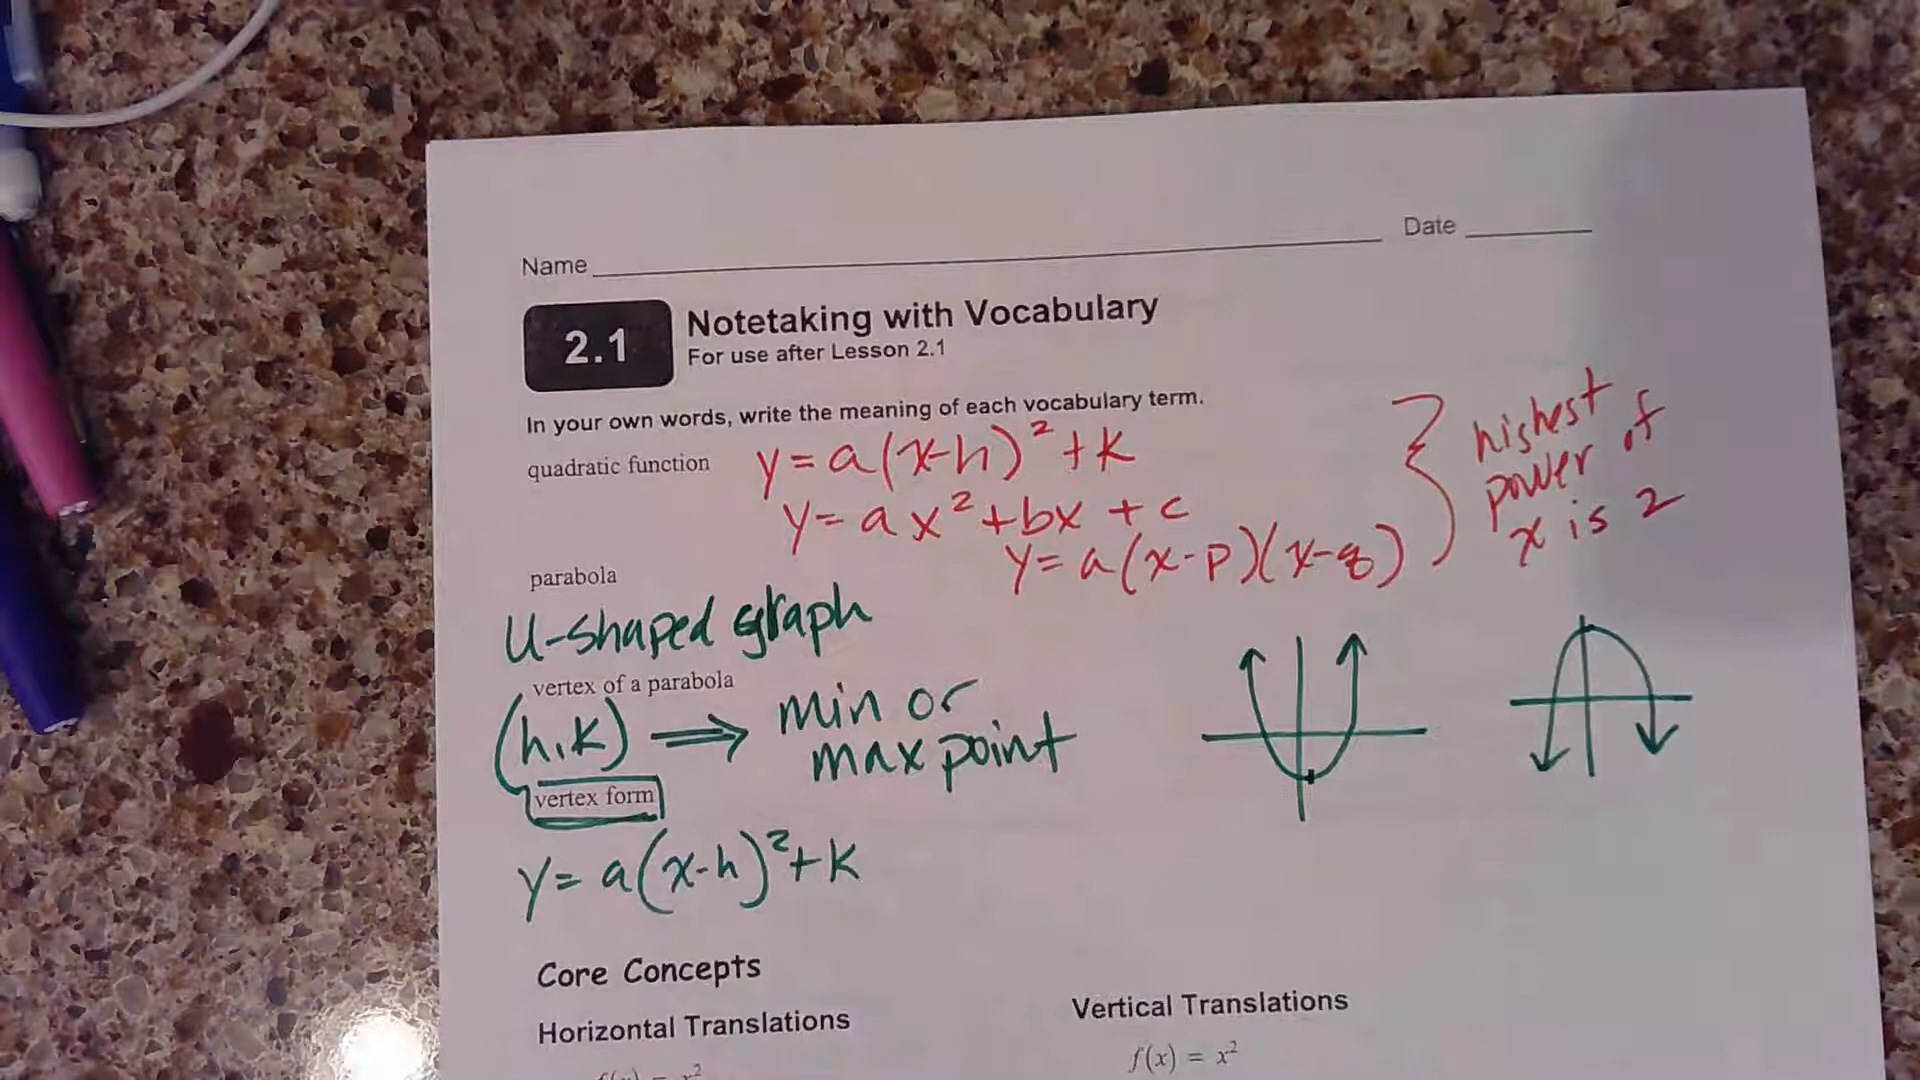 Name Date
2.1 Notetaking with Vocabulary
For use after Lesson 2.1
In your own words, write the meaning of each vocabulary term.
quadratic function y = a(x-h)² + k
y = ax² + bx + c
y = a(x-p)(x-q)
highest
power of
x is 2
parabola
U-shaped graph
vertex of a parabola
(h,k) ⟹ min or
max point
vertex form
y = a(x-h)² + k
Core Concepts
Horizontal Translations
Vertical Translations
f(x) = x²